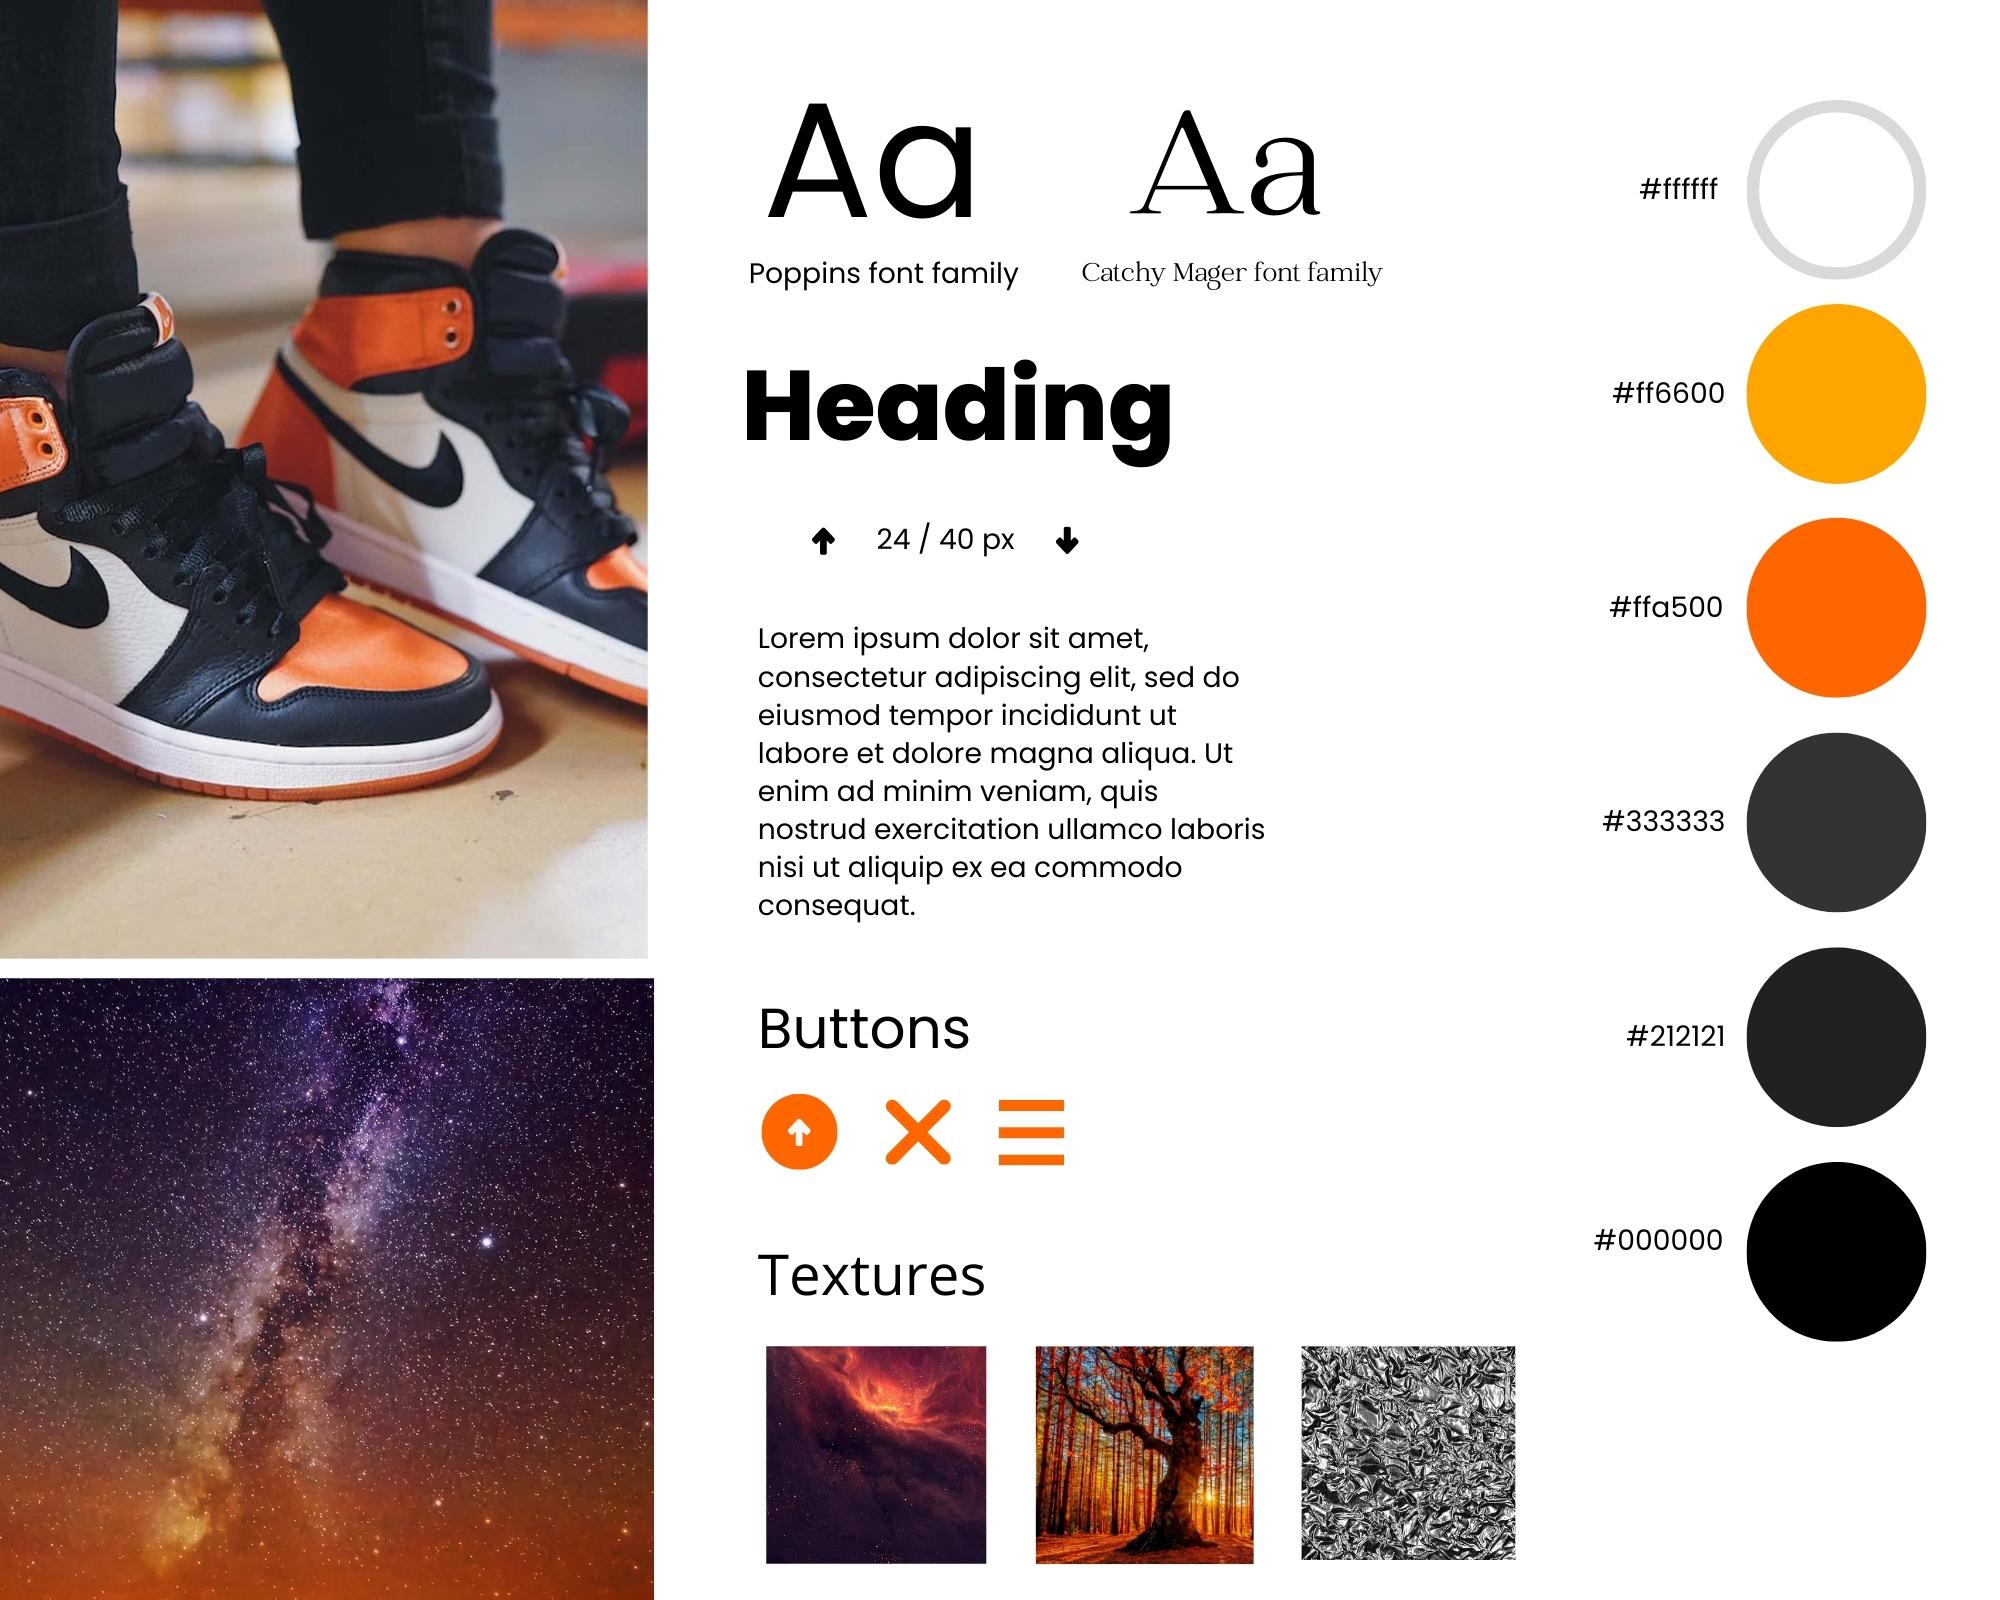 Aa
Poppins font family
Aa
Catchy Mager font family
Heading
24 / 40 px
Lorem ipsum dolor sit amet,
consectetur adipiscing elit, sed do
eiusmod tempor incididunt ut
labore et dolore magna aliqua. Ut
enim ad minim veniam, quis
nostrud exercitation ullamco laboris
nisi ut aliquip ex ea commodo
consequat.
Buttons
Textures
#ffffff
#ff6600
#ffa500
#333333
#212121
#000000